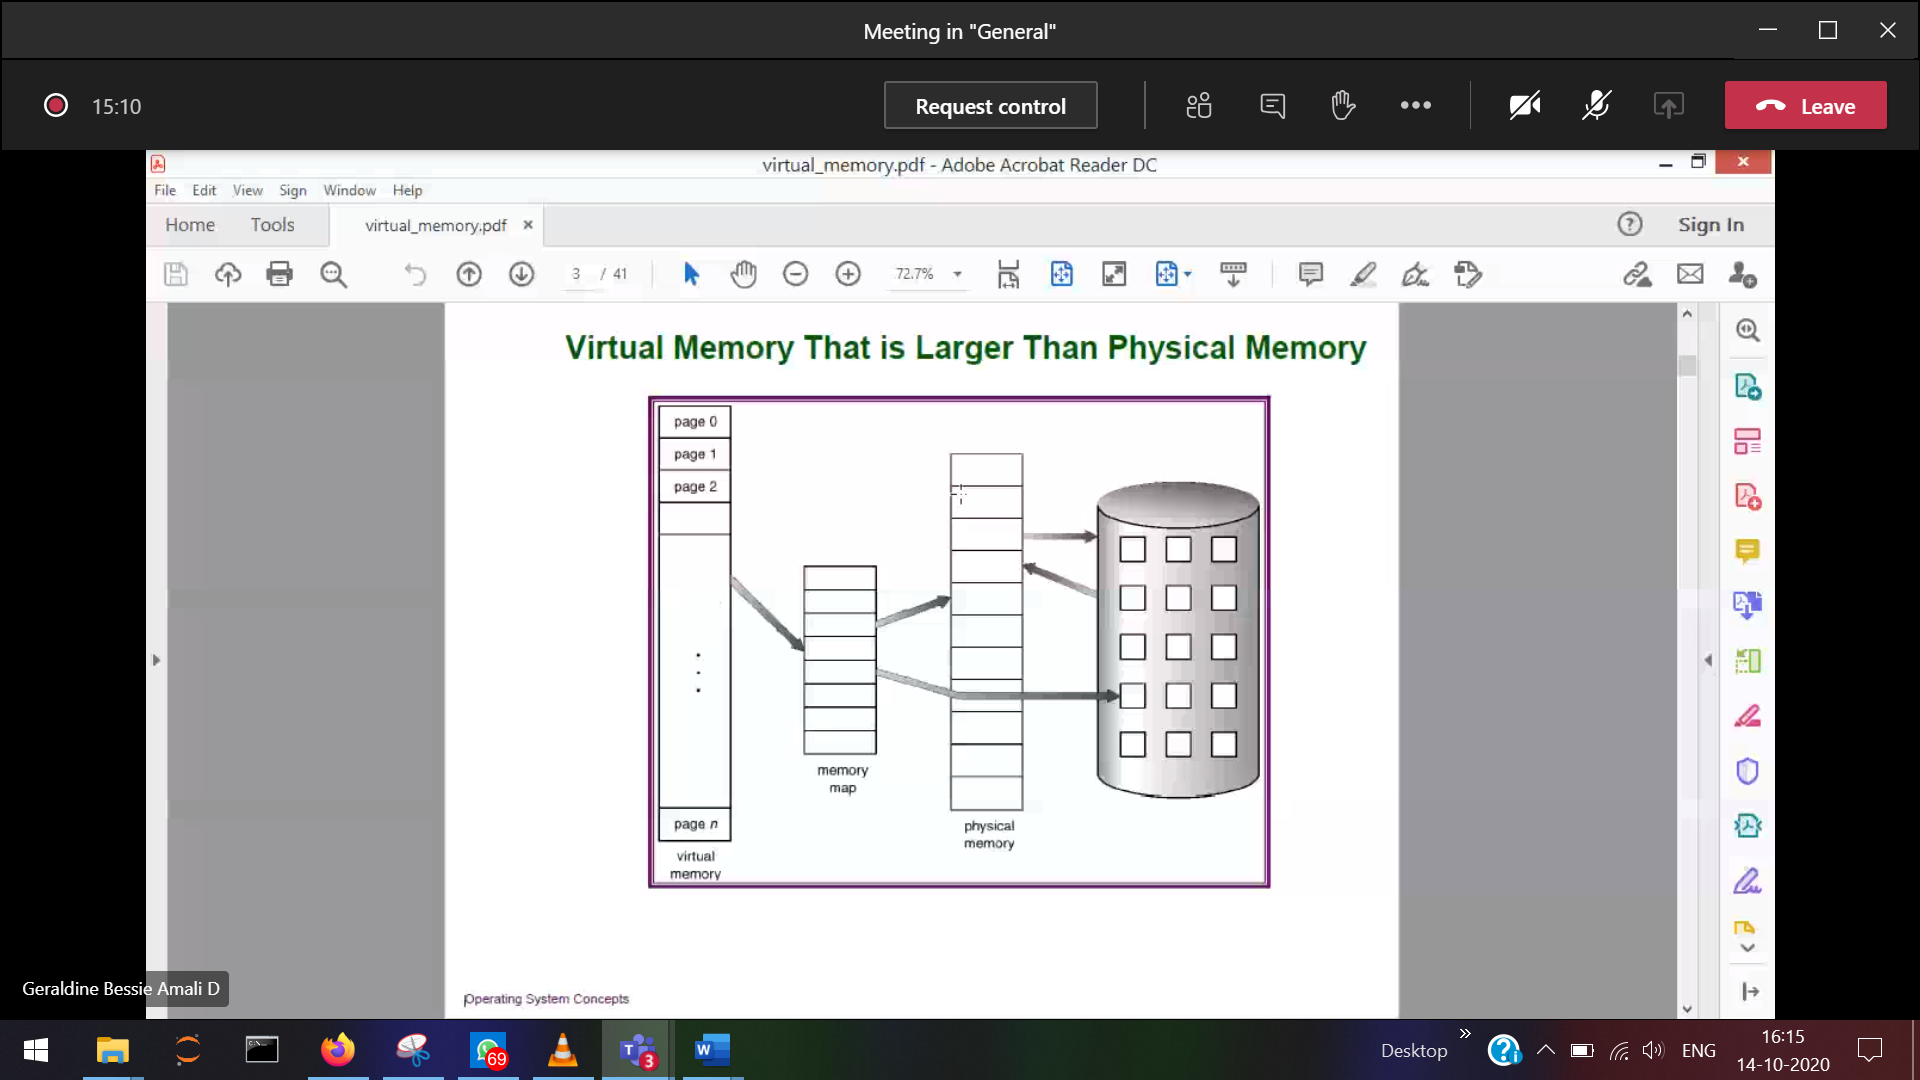 Meeting in "General"
15:10
Request control
Leave
virtual_memory.pdf - Adobe Acrobat Reader DC
File Edit View Sign Window Help
Home Tools virtual_memory.pdf
Sign In
3 / 41
72.7%
Virtual Memory That is Larger Than Physical Memory
page 0
page 1
page 2
page n
virtual
memory
memory
map
physical
memory
Geraldine Bessie Amali D
Operating System Concepts
69
3
Desktop
ENG
16:15
14-10-2020